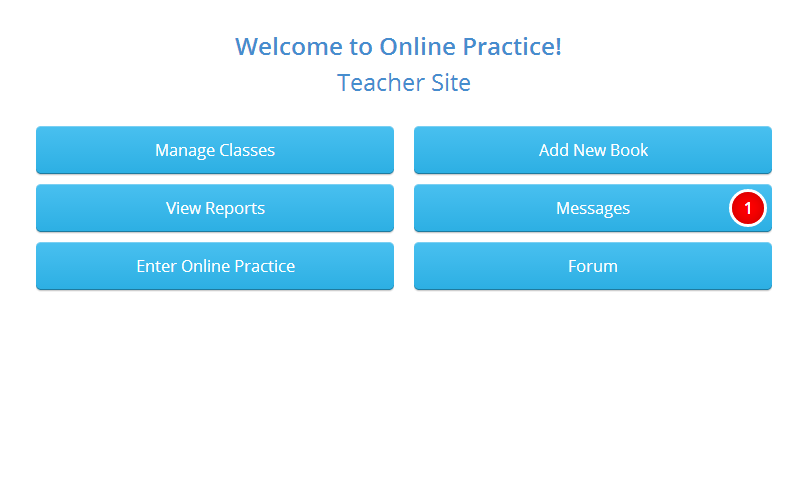 Welcome to Online Practice!
Teacher Site
Manage Classes
Add New Book
View Reports
Messages
1
Enter Online Practice
Forum